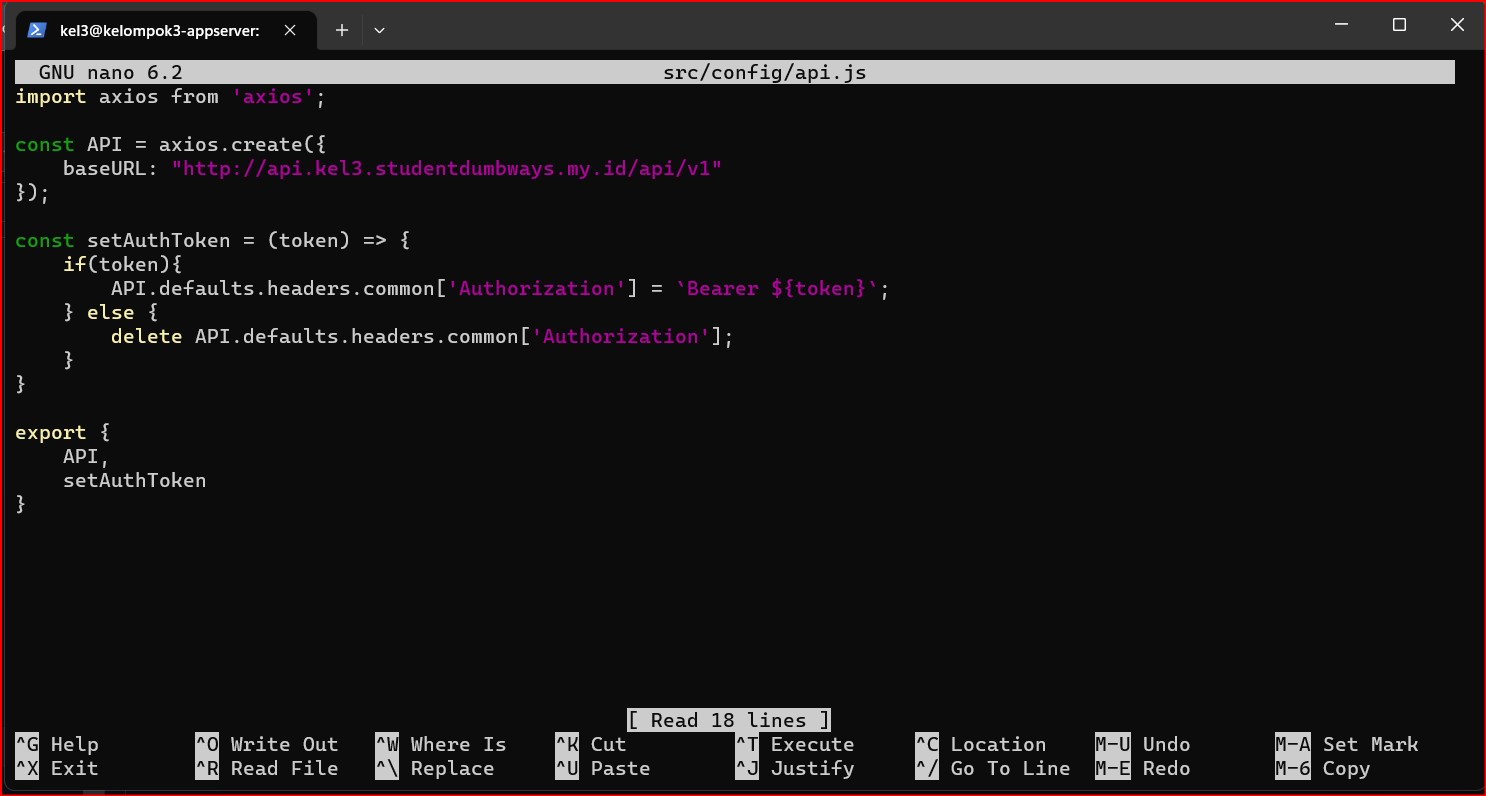 kel3@kelompok3-appserver:
GNU nano 6.2 src/config/api.js
import axios from 'axios';
const API = axios.create({
    baseURL: "http://api.kel3.studentdumbways.my.id/api/v1"
});
const setAuthToken = (token) => {
    if(token){
        API.defaults.headers.common['Authorization'] = `Bearer ${token}`;
    } else {
        delete API.defaults.headers.common['Authorization'];
    }
}
export {
    API,
    setAuthToken
}
[ Read 18 lines ]
^G Help ^O Write Out ^W Where Is ^K Cut ^T Execute ^C Location M-U Undo M-A Set Mark
^X Exit ^R Read File ^\ Replace ^U Paste ^J Justify ^/ Go To Line M-E Redo M-6 Copy